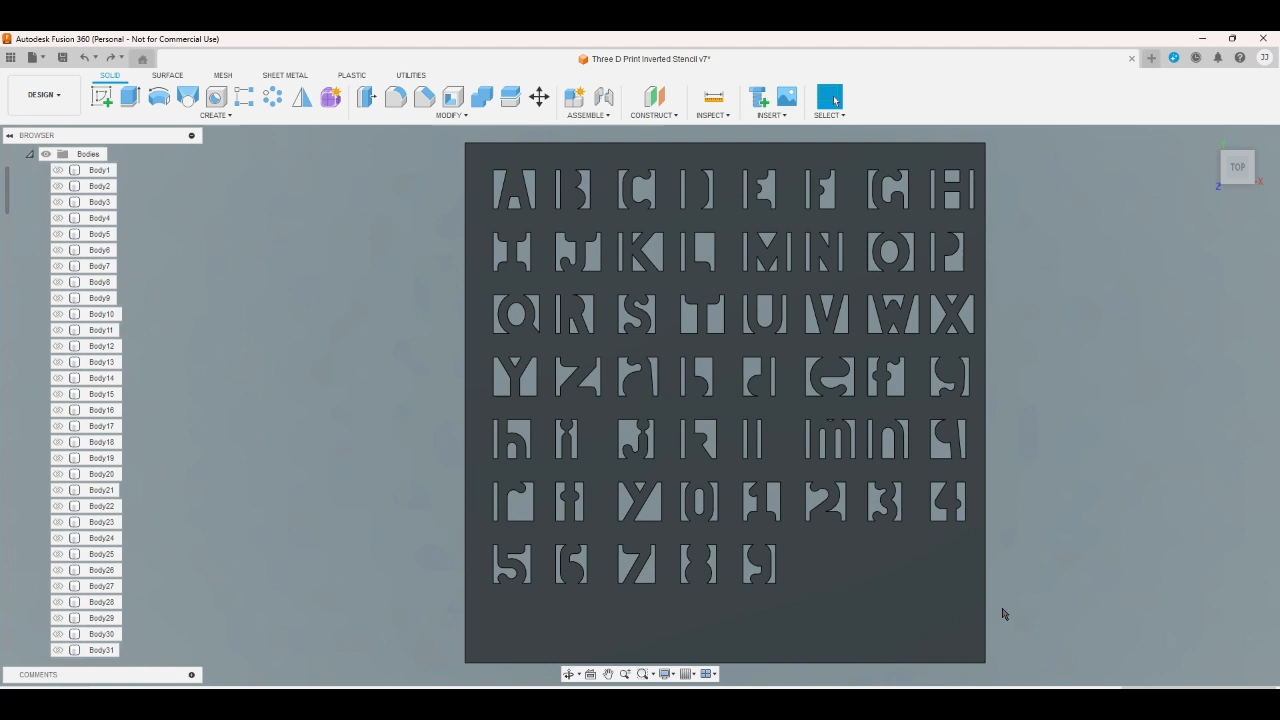 Autodesk Fusion 360 (Personal - Not for Commercial Use)
Three D Print Inverted Stencil v7*
JJ
SOLID SURFACE MESH SHEET METAL PLASTIC UTILITIES
DESIGN
CREATE MODIFY ASSEMBLE CONSTRUCT INSPECT INSERT SELECT
BROWSER
Bodies
Body1
Body2
Body3
Body4
Body5
Body6
Body7
Body8
Body9
Body10
Body11
Body12
Body13
Body14
Body15
Body16
Body17
Body18
Body19
Body20
Body21
Body22
Body23
Body24
Body25
Body26
Body27
Body28
Body29
Body30
Body31
COMMENTS
A B C D E F G H
I J K L M N O P
Q R S T U V W X
Y Z a b d e f g
h i j k l m n q
r t y 0 1 2 3 4
5 6 7 8 9
TOP
Z X